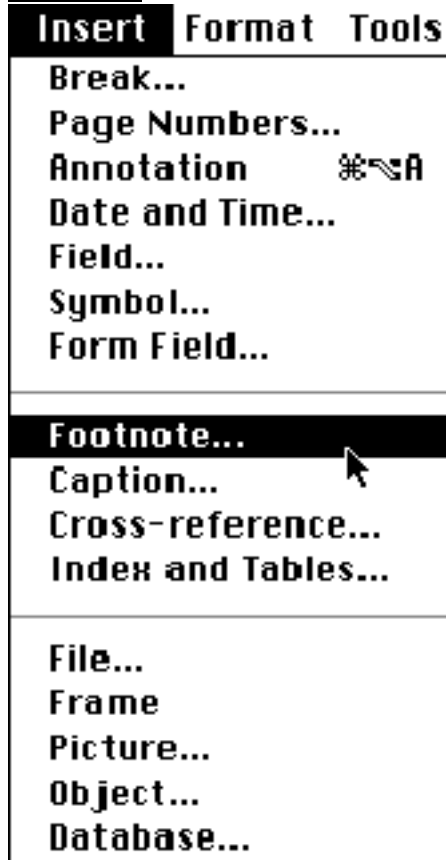 Insert Format Tools
Break...
Page Numbers...
Annotation ⌘⌥A
Date and Time...
Field...
Symbol...
Form Field...
Footnote...
Caption...
Cross-reference...
Index and Tables...
File...
Frame
Picture...
Object...
Database...